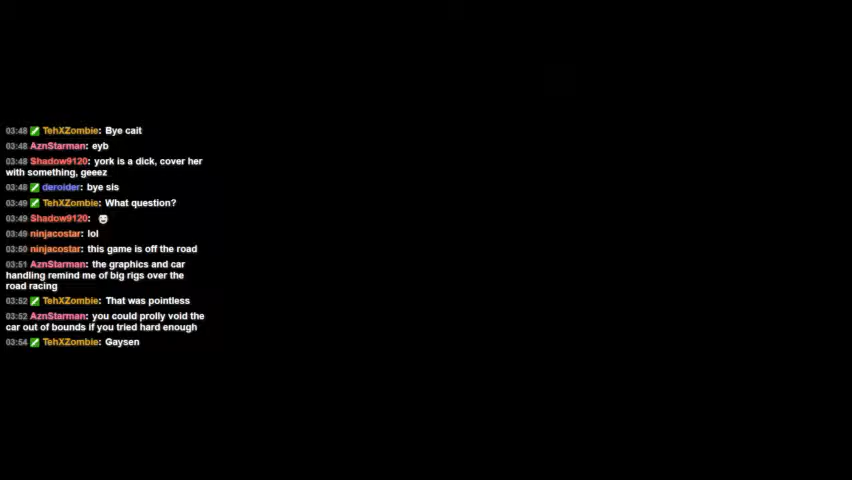 03:48 TehXZombie: Bye cait
03:48 AznStarman: eyb
03:48 Shadow9120: york is a dick, cover her
with something, geeez
03:48 deroider: bye sis
03:49 TehXZombie: What question?
03:49 Shadow9120:
03:49 ninjacostar: lol
03:50 ninjacostar: this game is off the road
03:51 AznStarman: the graphics and car
handling remind me of big rigs over the
road racing
03:52 TehXZombie: That was pointless
03:52 AznStarman: you could prolly void the
car out of bounds if you tried hard enough
03:54 TehXZombie: Gaysen